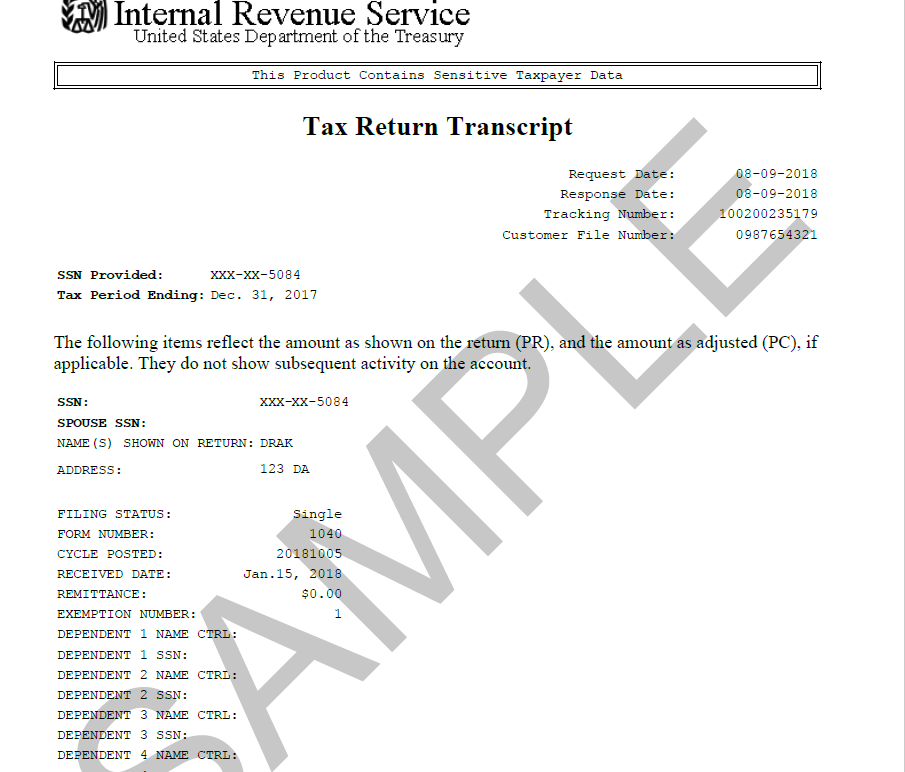 Internal Revenue Service
United States Department of the Treasury
This Product Contains Sensitive Taxpayer Data
Tax Return Transcript
Request Date: 08-09-2018
Response Date: 08-09-2018
Tracking Number: 100200235179
Customer File Number: 0987654321
SSN Provided: XXX-XX-5084
Tax Period Ending: Dec. 31, 2017
The following items reflect the amount as shown on the return (PR), and the amount as adjusted (PC), if
applicable. They do not show subsequent activity on the account.
SSN: XXX-XX-5084
SPOUSE SSN:
NAME(S) SHOWN ON RETURN: DRAK
ADDRESS: 123 DA
FILING STATUS: Single
FORM NUMBER: 1040
CYCLE POSTED: 20181005
RECEIVED DATE: Jan.15, 2018
REMITTANCE: $0.00
EXEMPTION NUMBER: 1
DEPENDENT 1 NAME CTRL:
DEPENDENT 1 SSN:
DEPENDENT 2 NAME CTRL:
DEPENDENT 2 SSN:
DEPENDENT 3 NAME CTRL:
DEPENDENT 3 SSN:
DEPENDENT 4 NAME CTRL:
SAMPLE